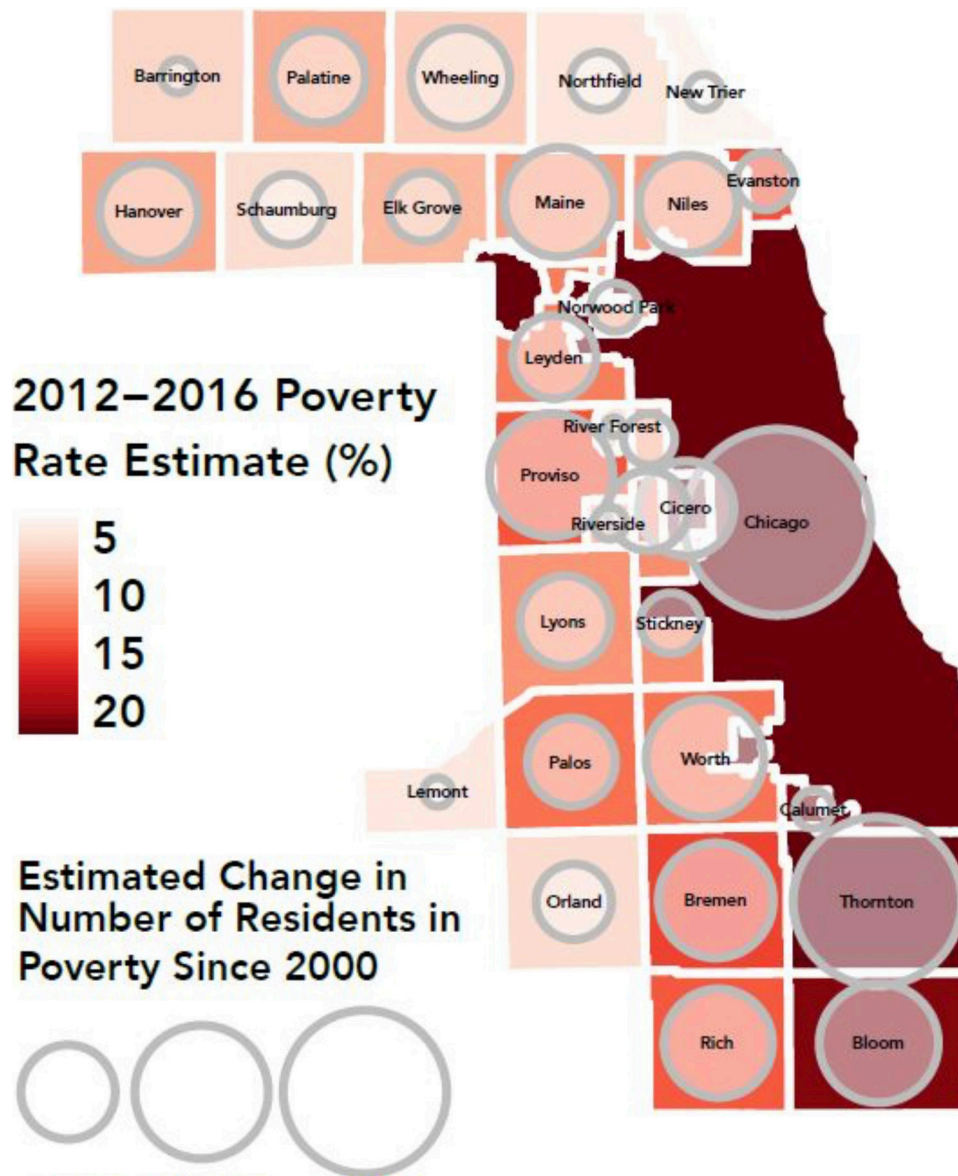 Barrington
Palatine
Wheeling
Northfield
New Trier
Hanover
Schaumburg
Elk Grove
Maine
Niles
Evanston
Norwood Park
Leyden
2012–2016 Poverty
Rate Estimate (%)
5
10
15
20
River Forest
Proviso
Riverside
Cicero
Chicago
Lyons
Stickney
Palos
Worth
Lemont
Calumet
Orland
Bremen
Thornton
Rich
Bloom
Estimated Change in
Number of Residents in
Poverty Since 2000